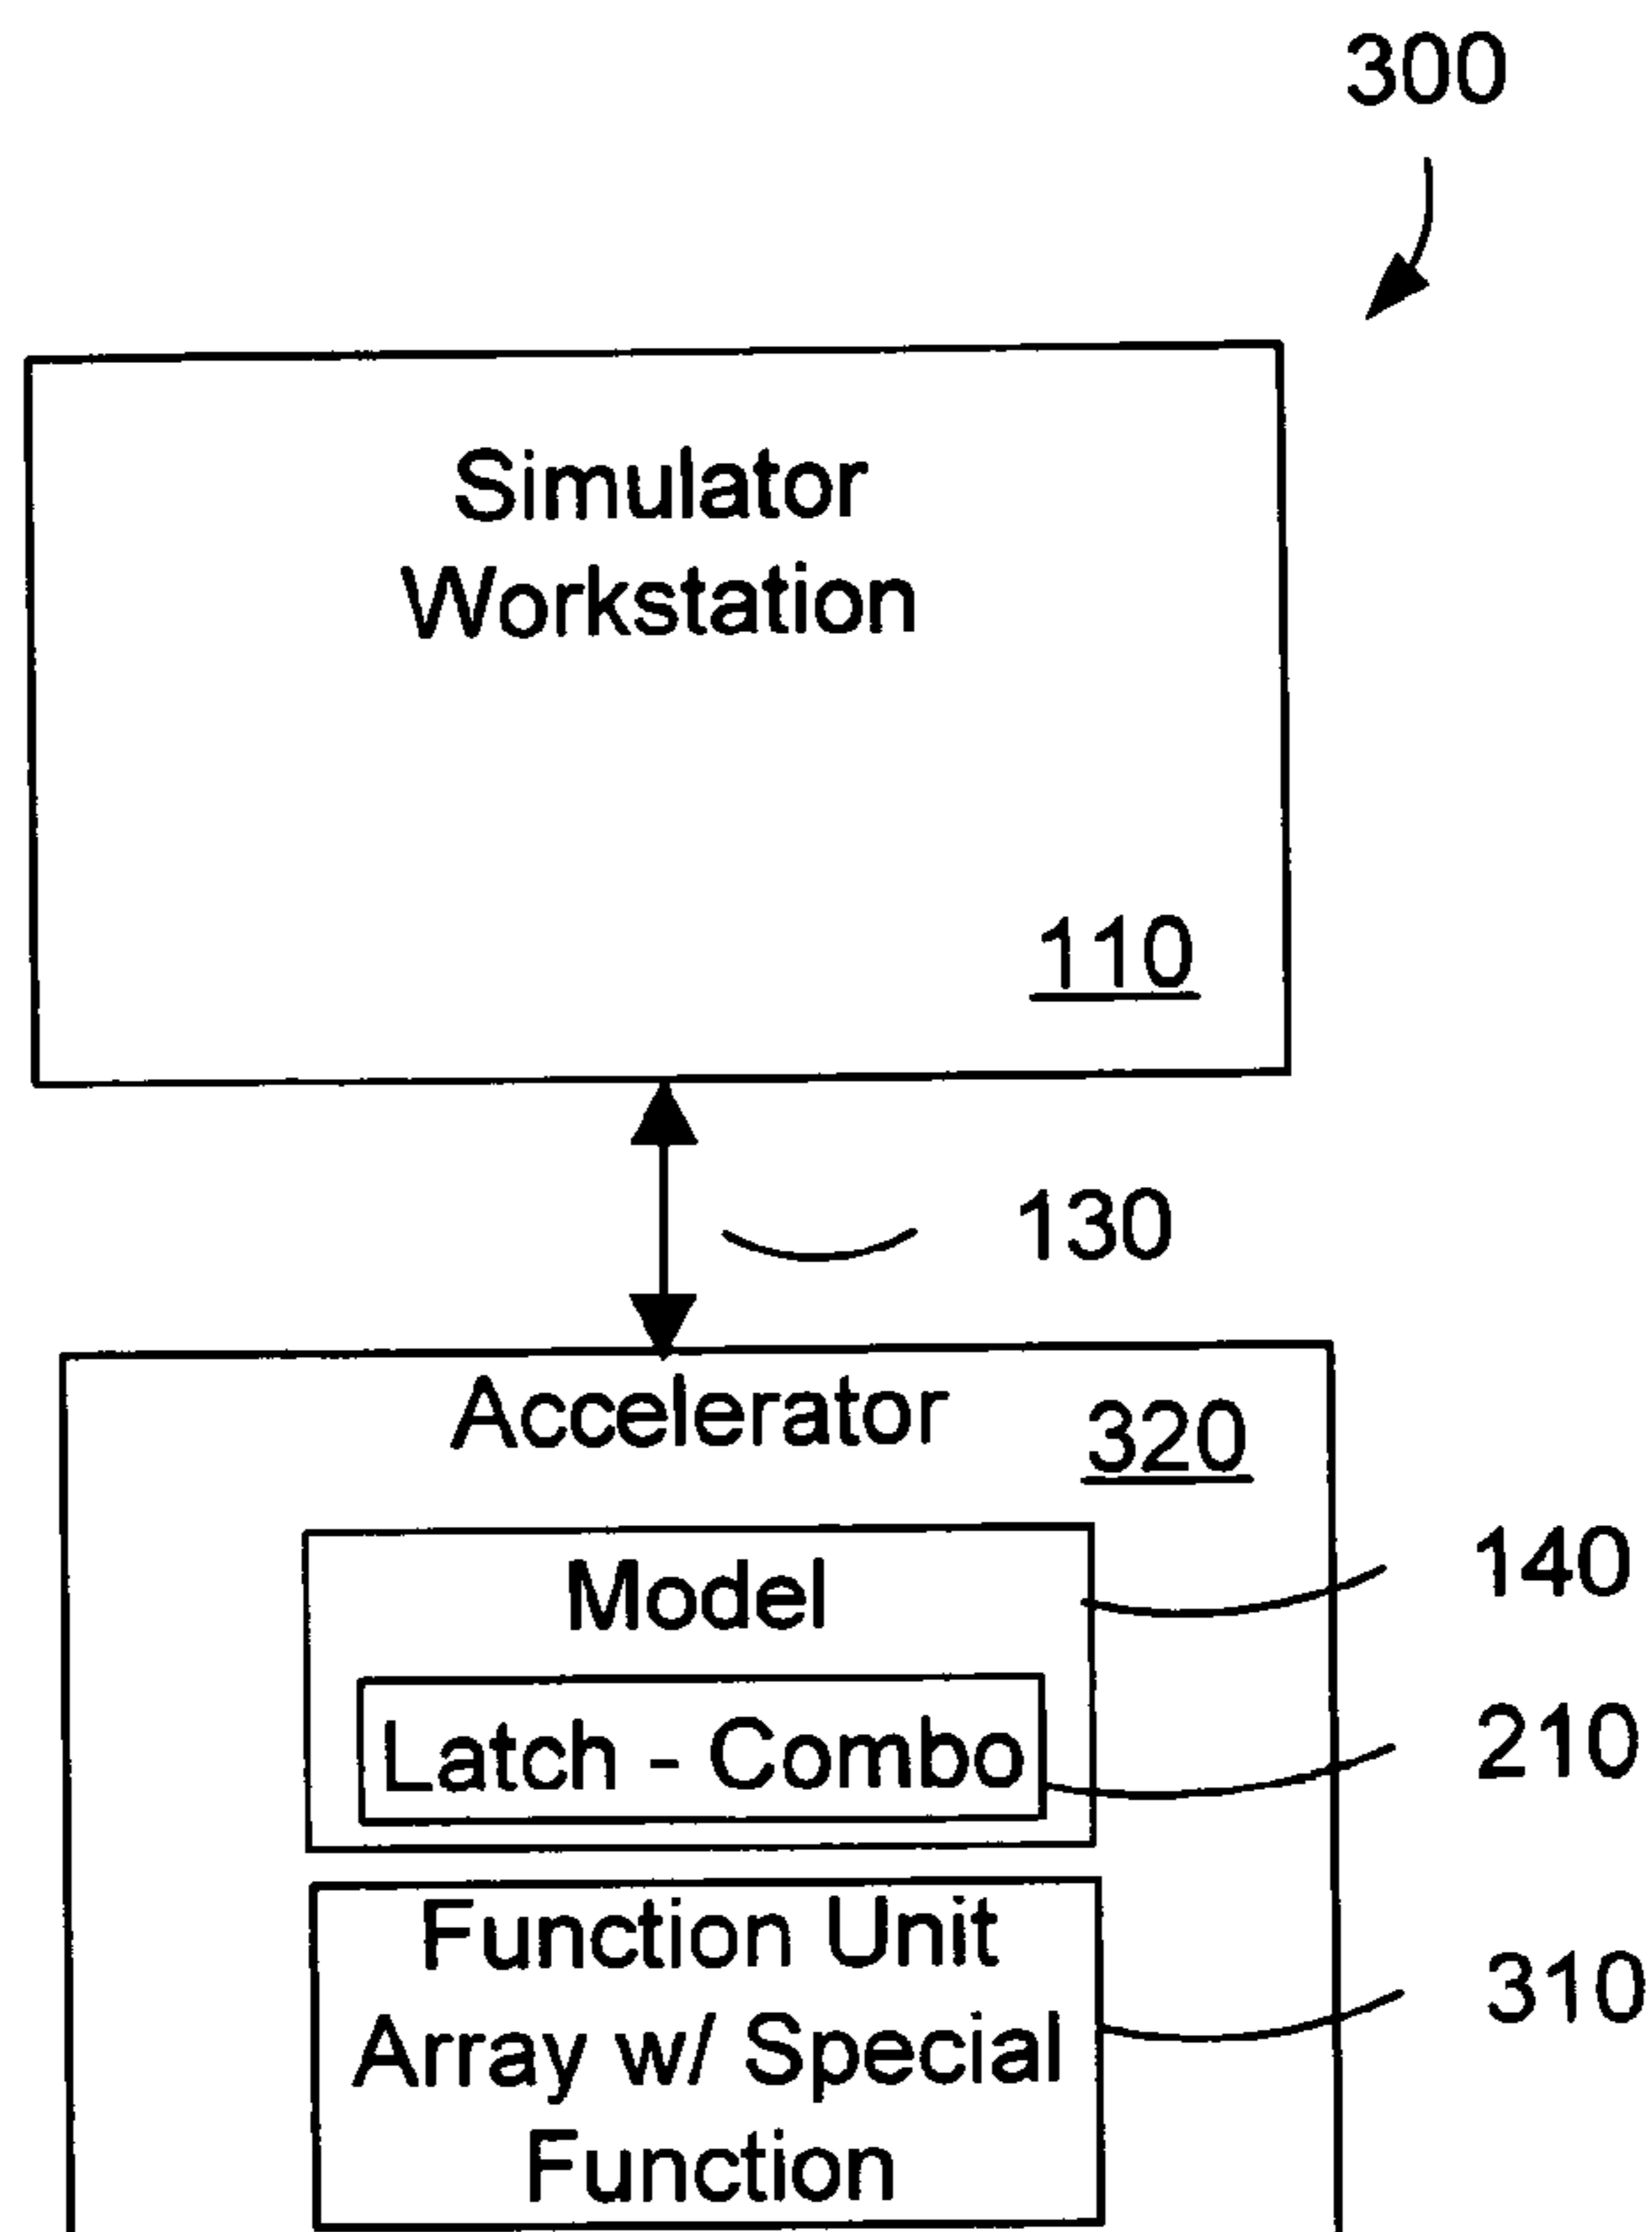 300
Simulator
Workstation
110
130
Accelerator
320
Model
140
Latch - Combo
210
Function Unit
Array w/ Special
Function
310